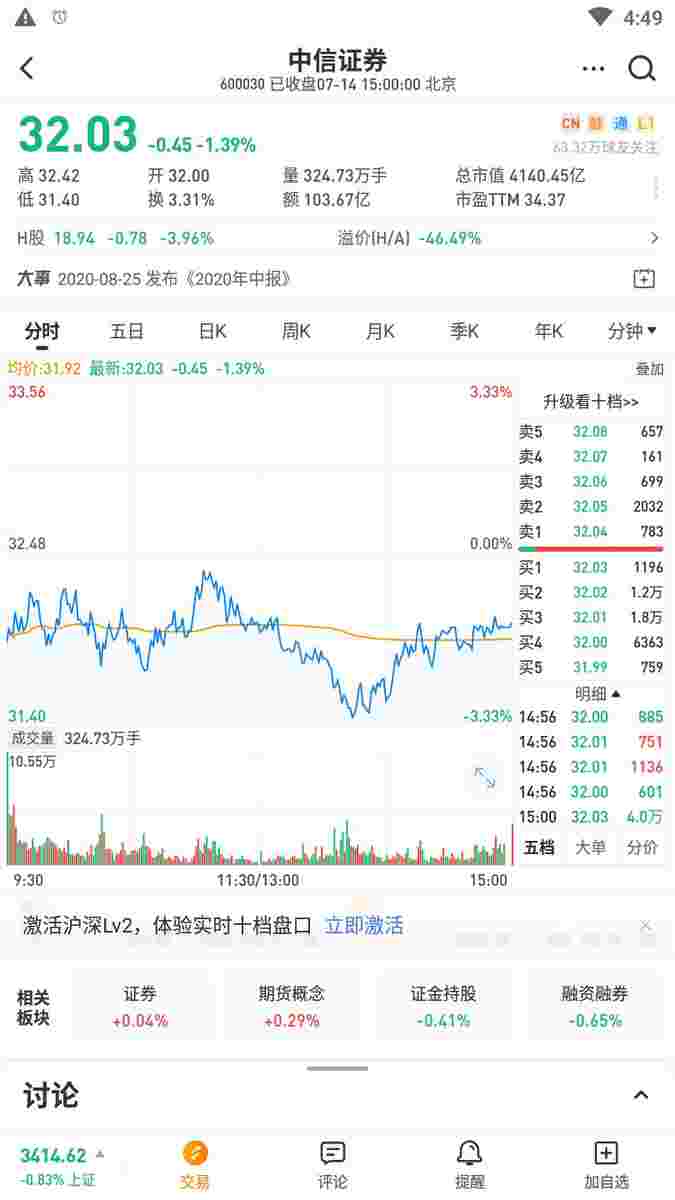 4:49
中信证券
600030 已收盘07-14 15:00:00 北京
32.03 -0.45 -1.39%
CN 融 通 L1
63.32万球友关注
高 32.42 开 32.00 量 324.73万手 总市值 4140.45亿
低 31.40 换 3.31% 额 103.67亿 市盈TTM 34.37
H股 18.94 -0.78 -3.96% 溢价(H/A) -46.49%
大事 2020-08-25 发布《2020年中报》
分时 五日 日K 周K 月K 季K 年K 分钟
均价:31.92 最新:32.03 -0.45 -1.39% 叠加
33.56 3.33%
32.48 0.00%
31.40 -3.33%
成交量 324.73万手
10.55万
9:30 11:30/13:00 15:00
升级看十档>>
卖5 32.08 657
卖4 32.07 161
卖3 32.06 699
卖2 32.05 2032
卖1 32.04 783
买1 32.03 1196
买2 32.02 1.2万
买3 32.01 1.8万
买4 32.00 6363
买5 31.99 759
明细
14:56 32.00 885
14:56 32.01 751
14:56 32.01 1136
14:56 32.00 601
15:00 32.03 4.0万
五档 大单 分价
激活沪深Lv2，体验实时十档盘口 立即激活
相关
板块
证券 期货概念 证金持股 融资融券
+0.04% +0.29% -0.41% -0.65%
讨论
3414.62
-0.83% 上证
交易 评论 提醒 加自选